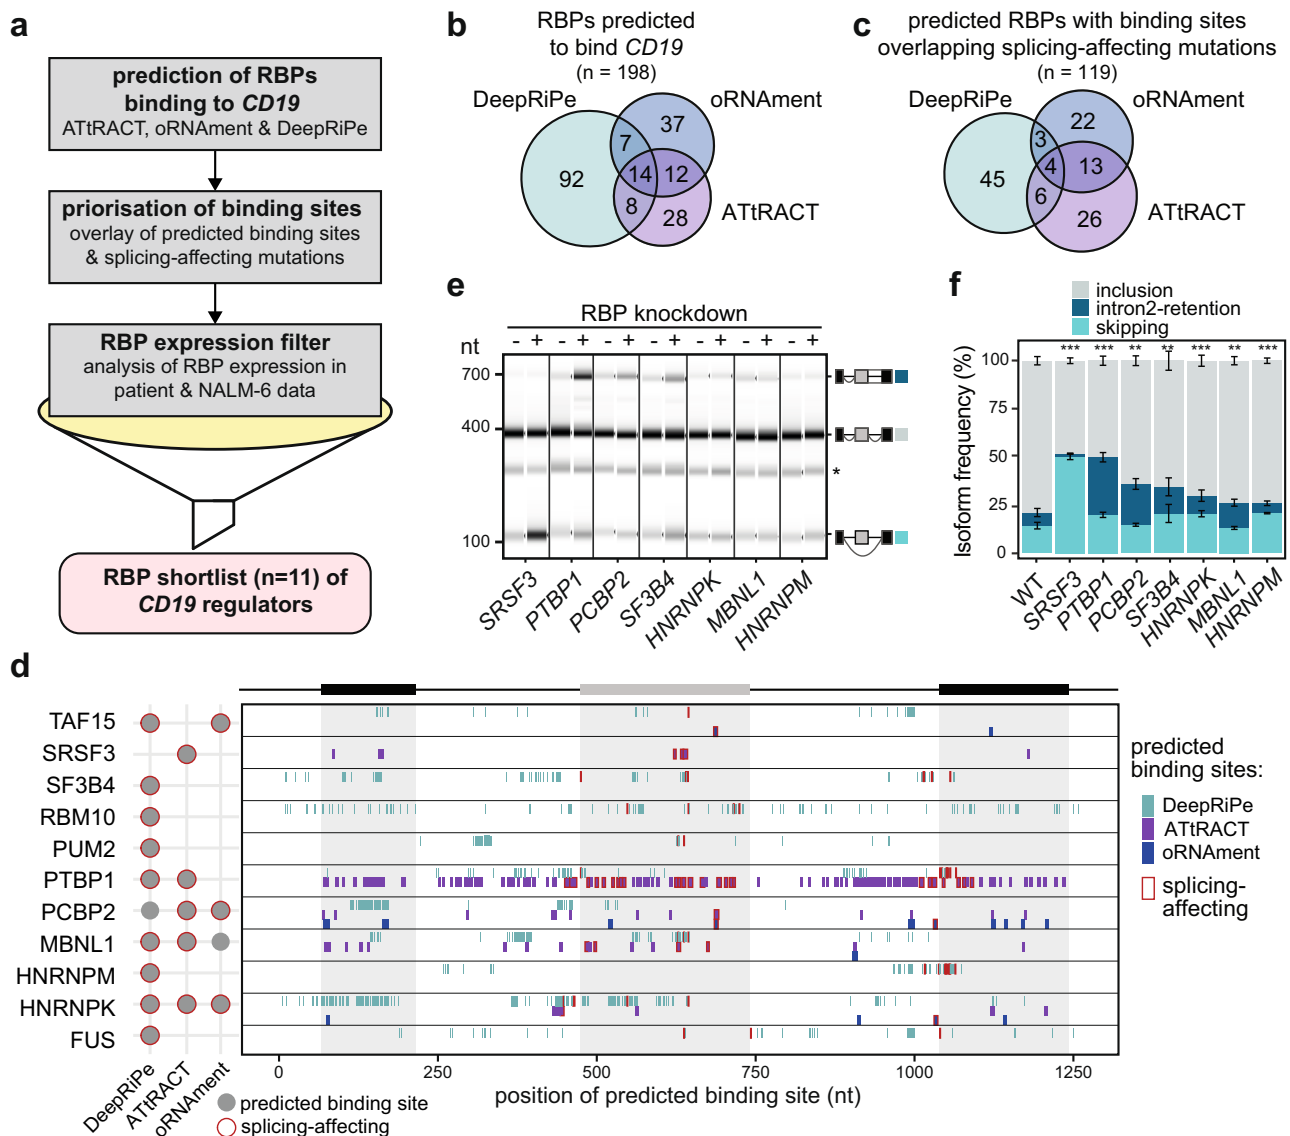 a
prediction of RBPs
binding to CD19
ATtRACT, oRNAment & DeepRiPe
priorisation of binding sites
overlay of predicted binding sites
& splicing-affecting mutations
RBP expression filter
analysis of RBP expression in
patient & NALM-6 data
RBP shortlist (n=11) of
CD19 regulators
b
RBPs predicted
to bind CD19
(n = 198)
DeepRiPe
oRNAment
37
7
92
14
12
8
28
ATtRACT
c
predicted RBPs with binding sites
overlapping splicing-affecting mutations
(n = 119)
DeepRiPe
oRNAment
22
3
45
4
13
6
26
ATtRACT
e
RBP knockdown
nt
- + - + - + - + - + - + - +
700
400
*
100
SRSF3
PTBP1
PCBP2
SF3B4
HNRNPK
MBNL1
HNRNPM
f
inclusion
intron2-retention
skipping
*** *** ** ** *** ** ***
Isoform frequency (%)
100
75
50
25
0
WT
SRSF3
PTBP1
PCBP2
SF3B4
HNRNPK
MBNL1
HNRNPM
d
TAF15
SRSF3
SF3B4
RBM10
PUM2
PTBP1
PCBP2
MBNL1
HNRNPM
HNRNPK
FUS
DeepRiPe
ATtRACT
oRNAment
predicted binding site
splicing-affecting
0
250
500
750
1000
1250
position of predicted binding site (nt)
predicted
binding sites:
DeepRiPe
ATtRACT
oRNAment
splicing-
affecting